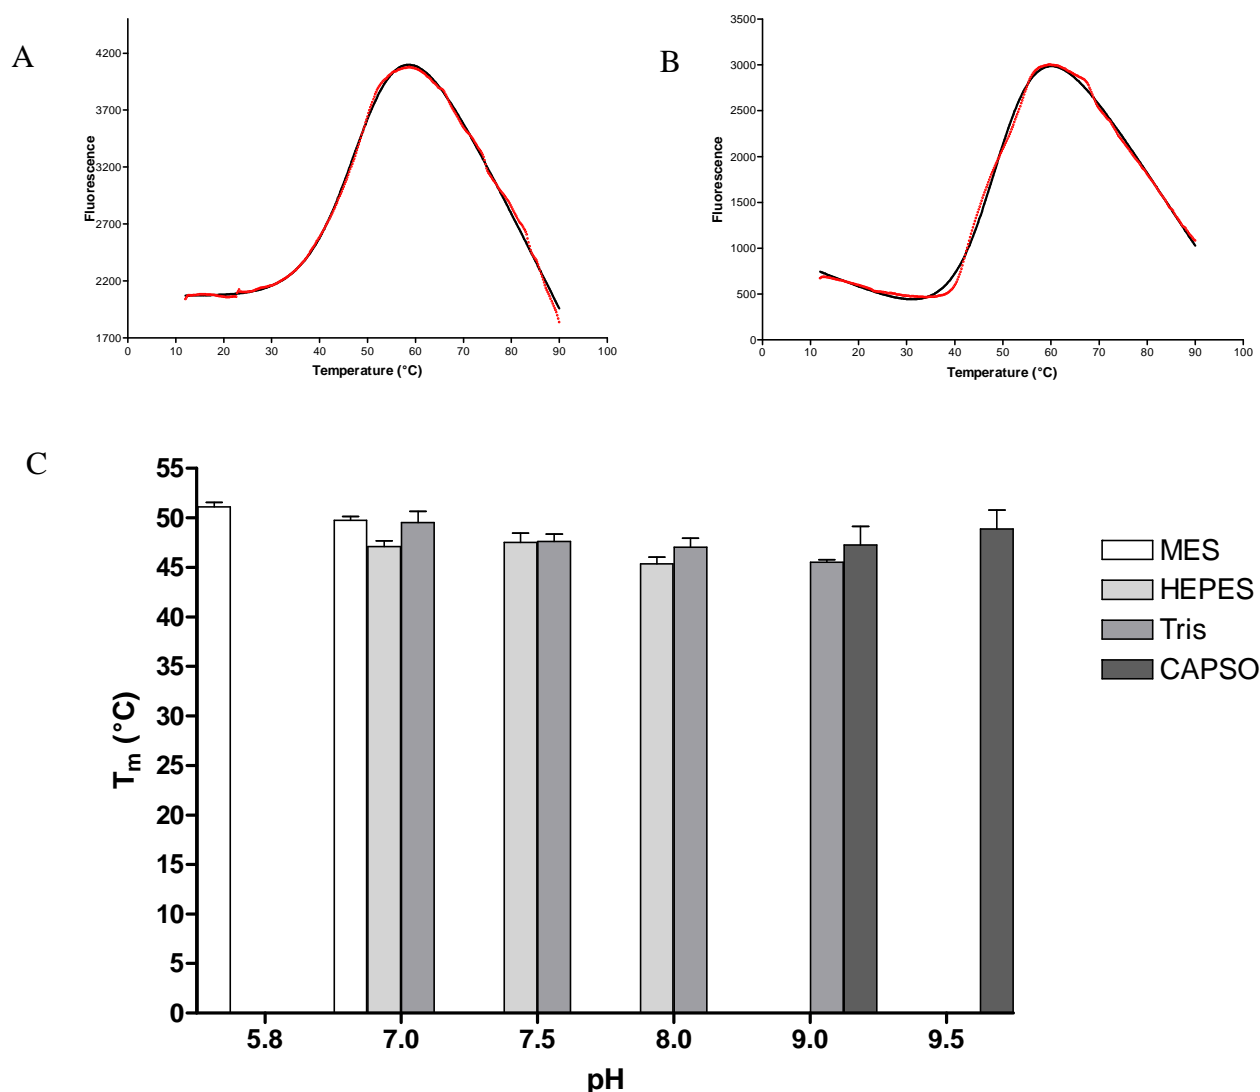 A
4200
3700
3200
2700
2200
1700
Fluorescence
0 10 20 30 40 50 60 70 80 90 100
Temperature (°C)
B
3500
3000
2500
2000
1500
1000
500
0
Fluorescence
0 10 20 30 40 50 60 70 80 90 100
Temperature (°C)
C
55
50
45
40
35
30
25
20
15
10
5
0
Tm (°C)
5.8 7.0 7.5 8.0 9.0 9.5
pH
MES
HEPES
Tris
CAPSO